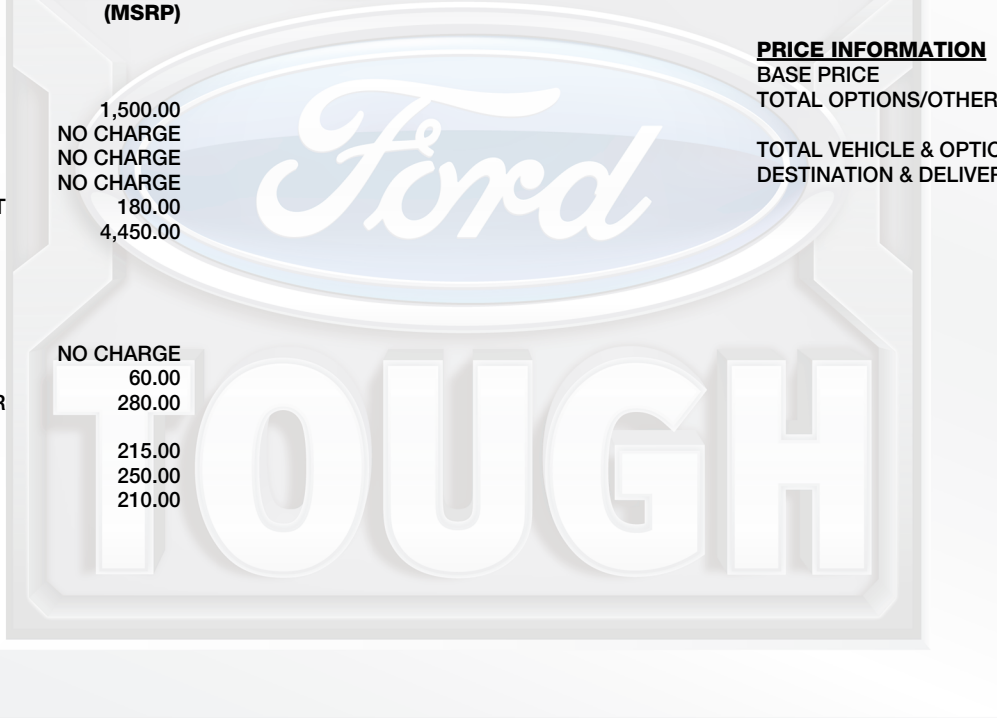 (MSRP)
1,500.00
NO CHARGE
NO CHARGE
NO CHARGE
T 180.00
4,450.00
NO CHARGE
60.00
R 280.00
215.00
250.00
210.00
PRICE INFORMATION
BASE PRICE
TOTAL OPTIONS/OTHER
TOTAL VEHICLE & OPTIO
DESTINATION & DELIVER
Ford
TOUGH